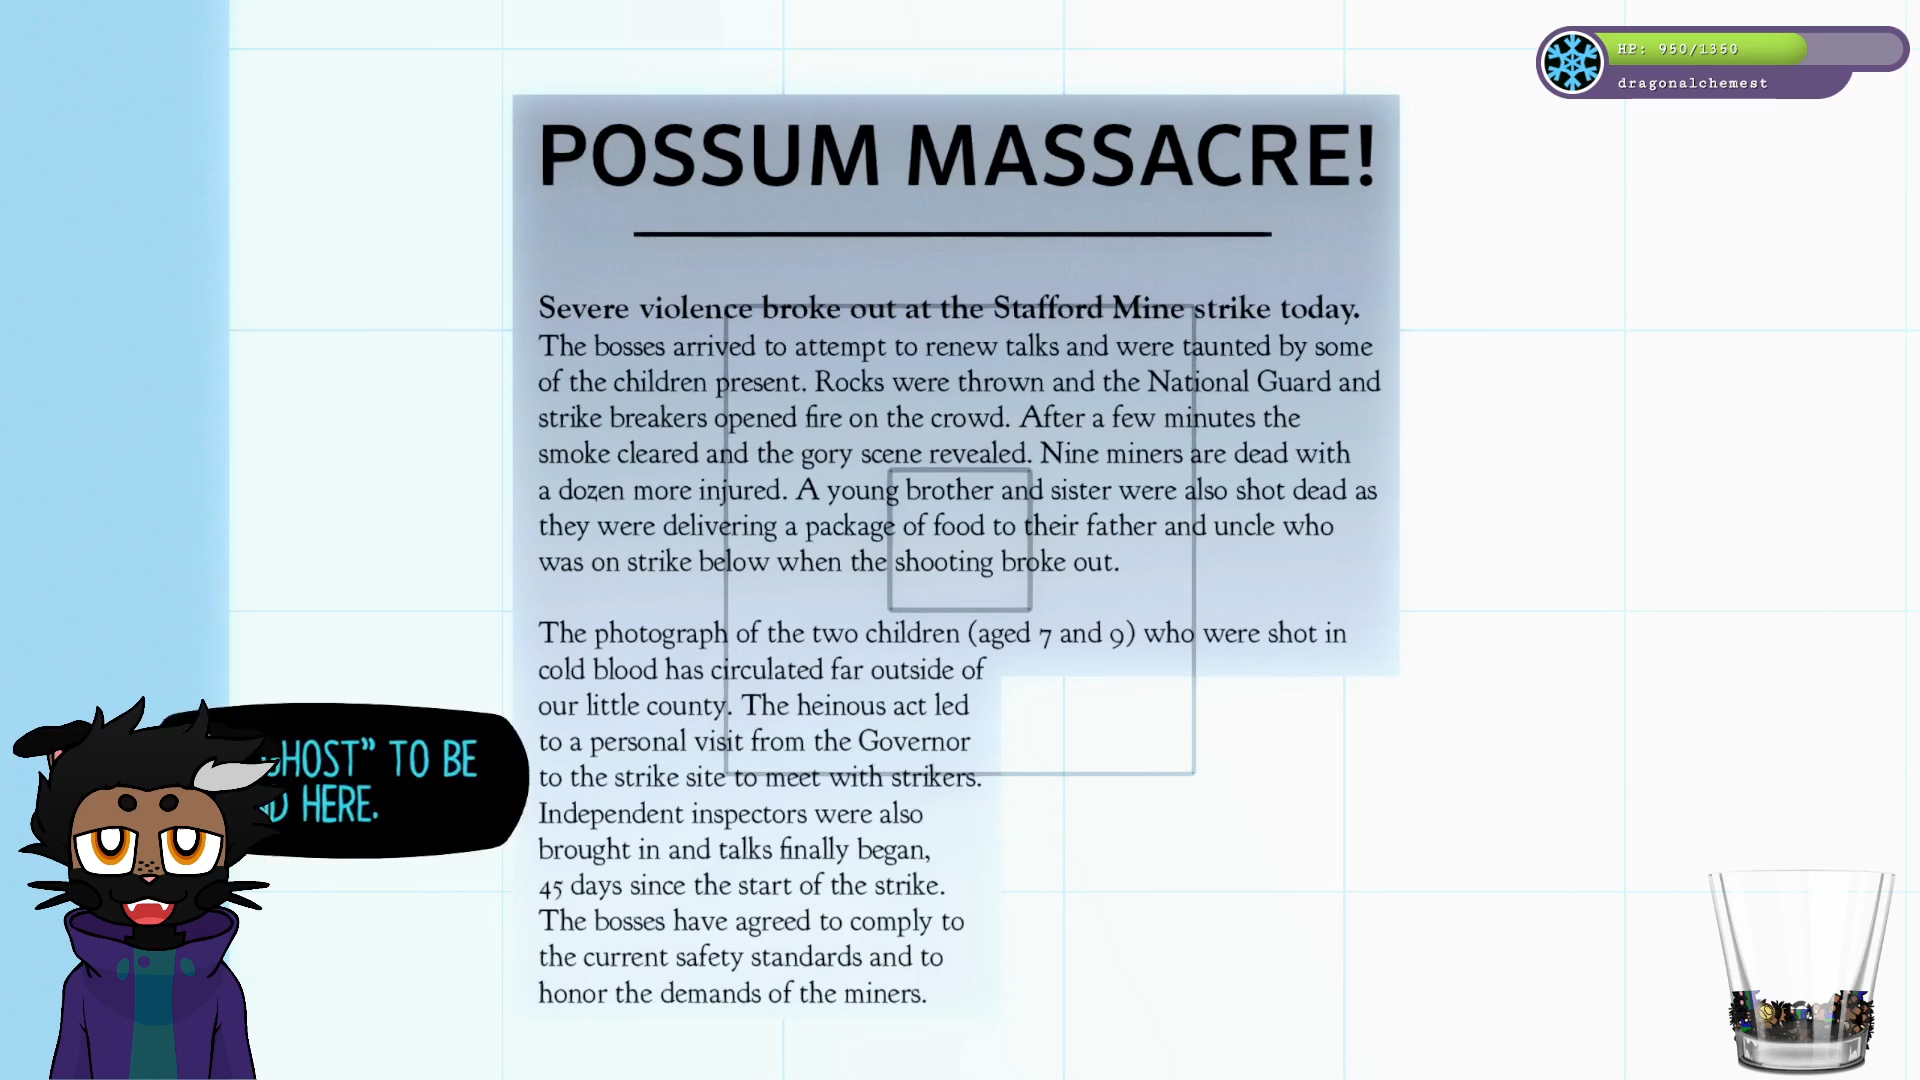 HP: 950/1350
dragonalchemest
POSSUM MASSACRE!
Severe violence broke out at the Stafford Mine strike today.
The bosses arrived to attempt to renew talks and were taunted by some
of the children present. Rocks were thrown and the National Guard and
strike breakers opened fire on the crowd. After a few minutes the
smoke cleared and the gory scene revealed. Nine miners are dead with
a dozen more injured. A young brother and sister were also shot dead as
they were delivering a package of food to their father and uncle who
was on strike below when the shooting broke out.
The photograph of the two children (aged 7 and 9) who were shot in
cold blood has circulated far outside of
our little county. The heinous act led
to a personal visit from the Governor
to the strike site to meet with strikers.
Independent inspectors were also
brought in and talks finally began,
45 days since the start of the strike.
The bosses have agreed to comply to
the current safety standards and to
honor the demands of the miners.
TO BE
HERE.